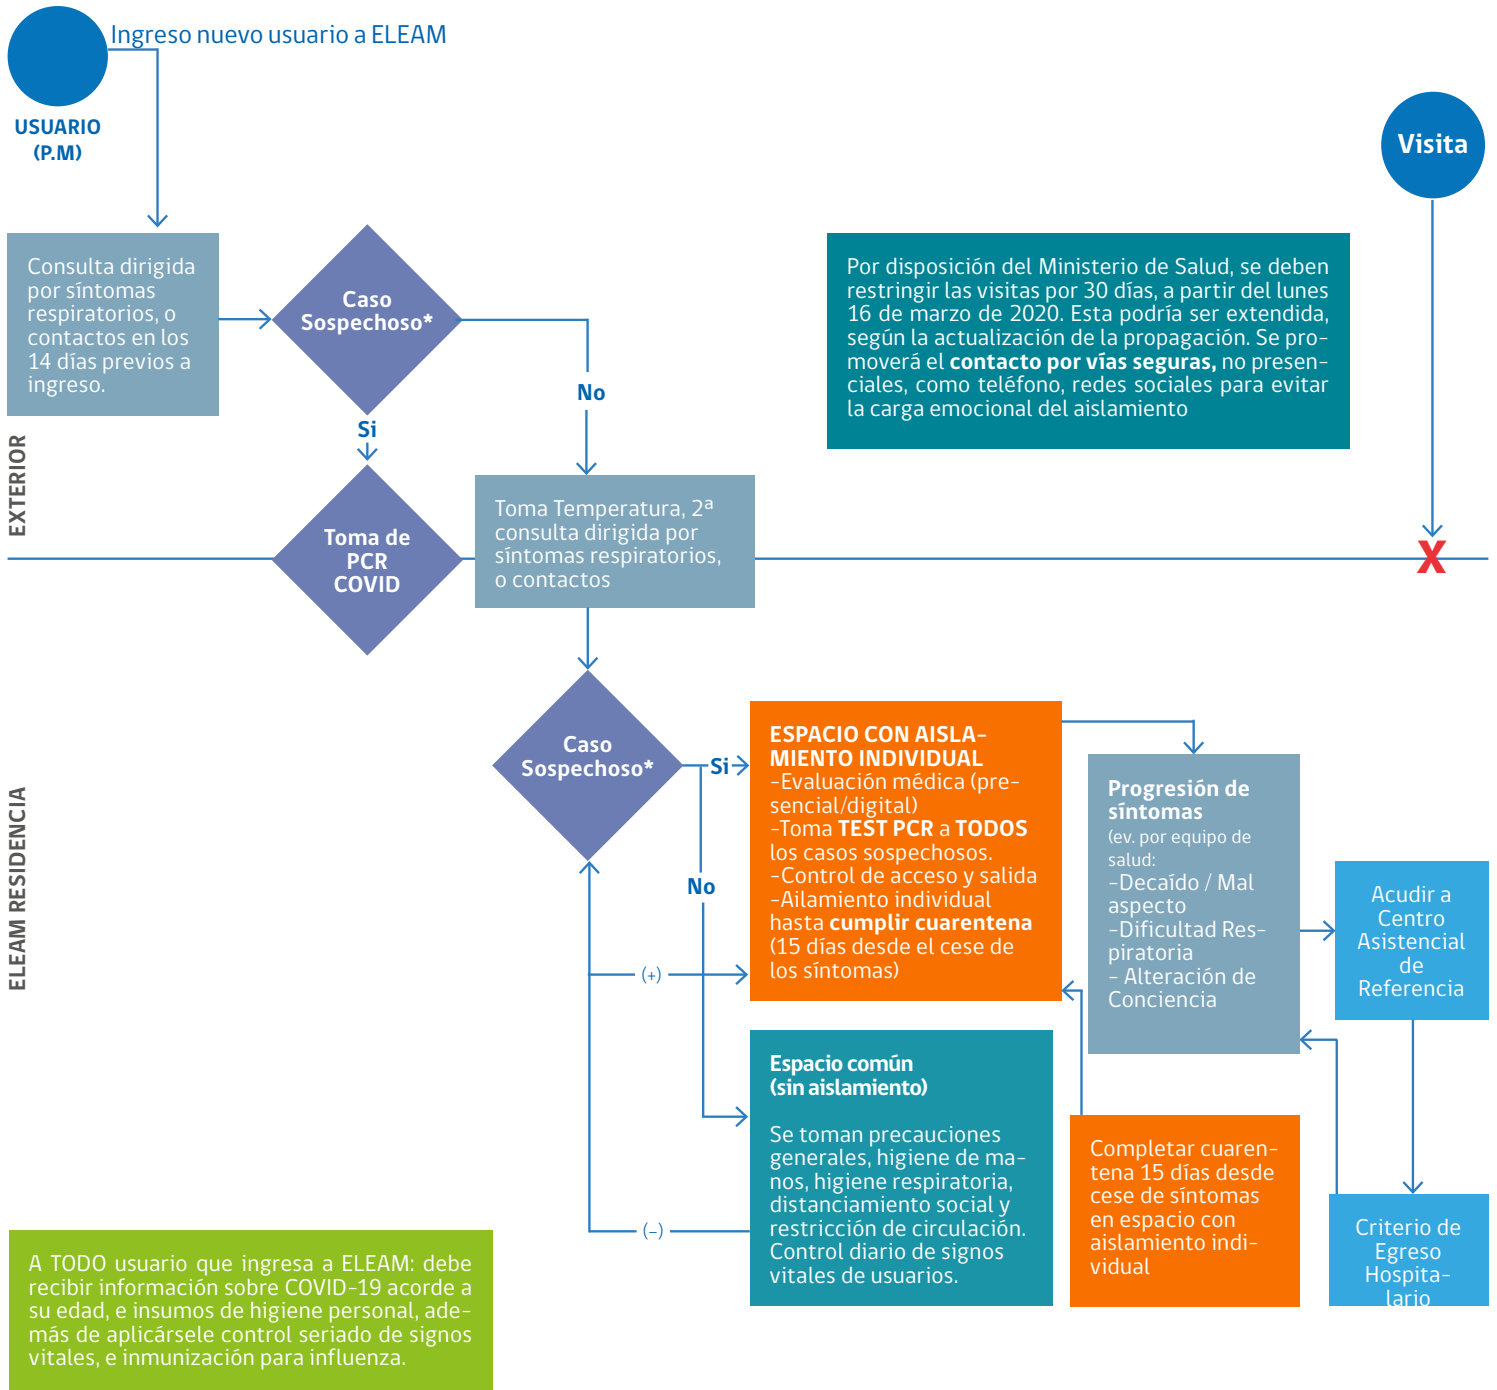 Ingreso nuevo usuario a ELEAM
USUARIO
(P.M)
Visita
Consulta dirigida
por síntomas
respiratorios, o
contactos en los
14 días previos a
ingreso.
Caso
Sospechoso*
No
Si
Por disposición del Ministerio de Salud, se deben
restringir las visitas por 30 días, a partir del lunes
16 de marzo de 2020. Esta podría ser extendida,
según la actualización de la propagación. Se pro-
moverá el contacto por vías seguras, no presen-
ciales, como teléfono, redes sociales para evitar
la carga emocional del aislamiento
EXTERIOR
Toma de
PCR
COVID
Toma Temperatura, 2ª
consulta dirigida por
síntomas respiratorios,
o contactos
X
ELEAM RESIDENCIA
Caso
Sospechoso*
Si
No
ESPACIO CON AISLA-
MIENTO INDIVIDUAL
-Evaluación médica (pre-
sencial/digital)
-Toma TEST PCR a TODOS
los casos sospechosos.
-Control de acceso y salida
-Ailamiento individual
hasta cumplir cuarentena
(15 días desde el cese de
los síntomas)
(+)
Progresión de
síntomas
(ev. por equipo de
salud:
-Decaído / Mal
aspecto
-Dificultad Res-
piratoria
- Alteración de
Conciencia
Acudir a
Centro
Asistencial
de
Referencia
Espacio común
(sin aislamiento)
Se toman precauciones
generales, higiene de ma-
nos, higiene respiratoria,
distanciamiento social y
restricción de circulación.
Control diario de signos
vitales de usuarios.
(-)
Completar cuaren-
tena 15 días desde
cese de síntomas
en espacio con
aislamiento indi-
vidual
Criterio de
Egreso
Hospita-
lario
A TODO usuario que ingresa a ELEAM: debe
recibir información sobre COVID-19 acorde a
su edad, e insumos de higiene personal, ade-
más de aplicársele control seriado de signos
vitales, e inmunización para influenza.